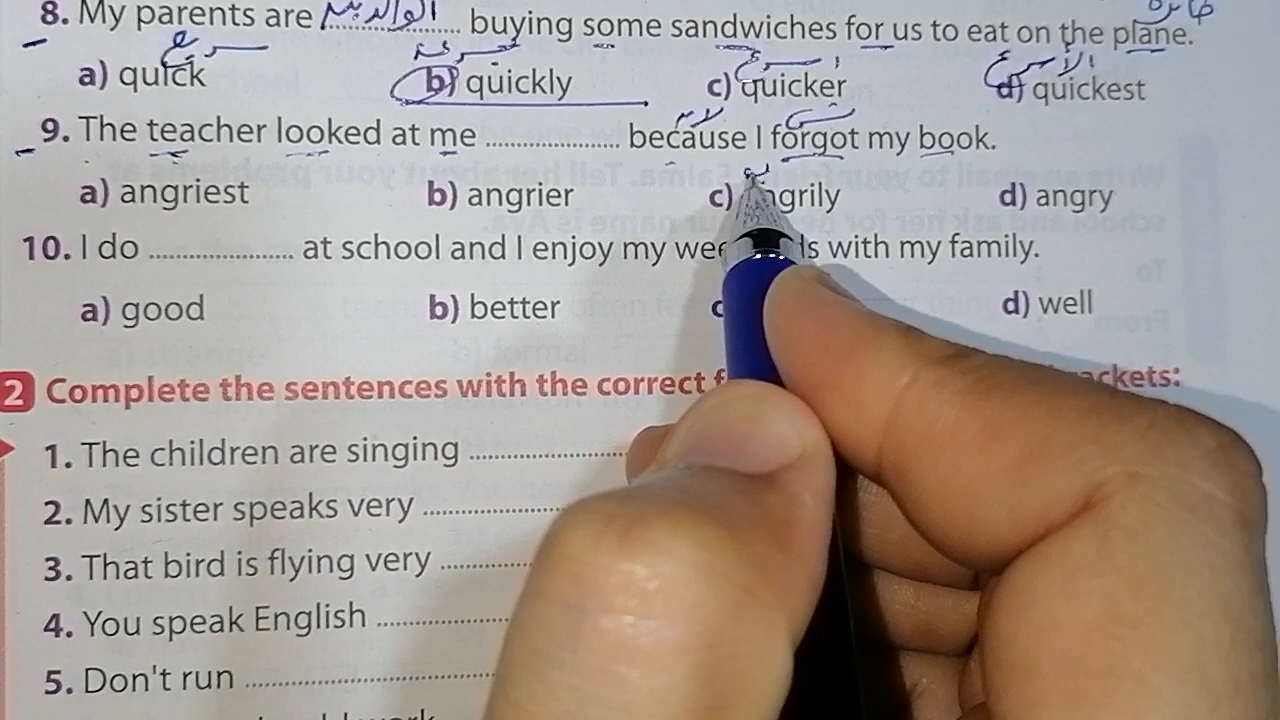 الوالدين
8. My parents are ........................ buying some sandwiches for us to eat on the plane.
a) quick b) quickly c) quicker d) quickest
9. The teacher looked at me ........................ because I forgot my book.
a) angriest b) angrier c) grily d) angry
10. I do ........................ at school and I enjoy my wee s with my family.
a) good b) better c d) well
2 Complete the sentences with the correct f ackets:
1. The children are singing ........................
2. My sister speaks very ........................
3. That bird is flying very ........................
4. You speak English ........................
5. Don't run ........................